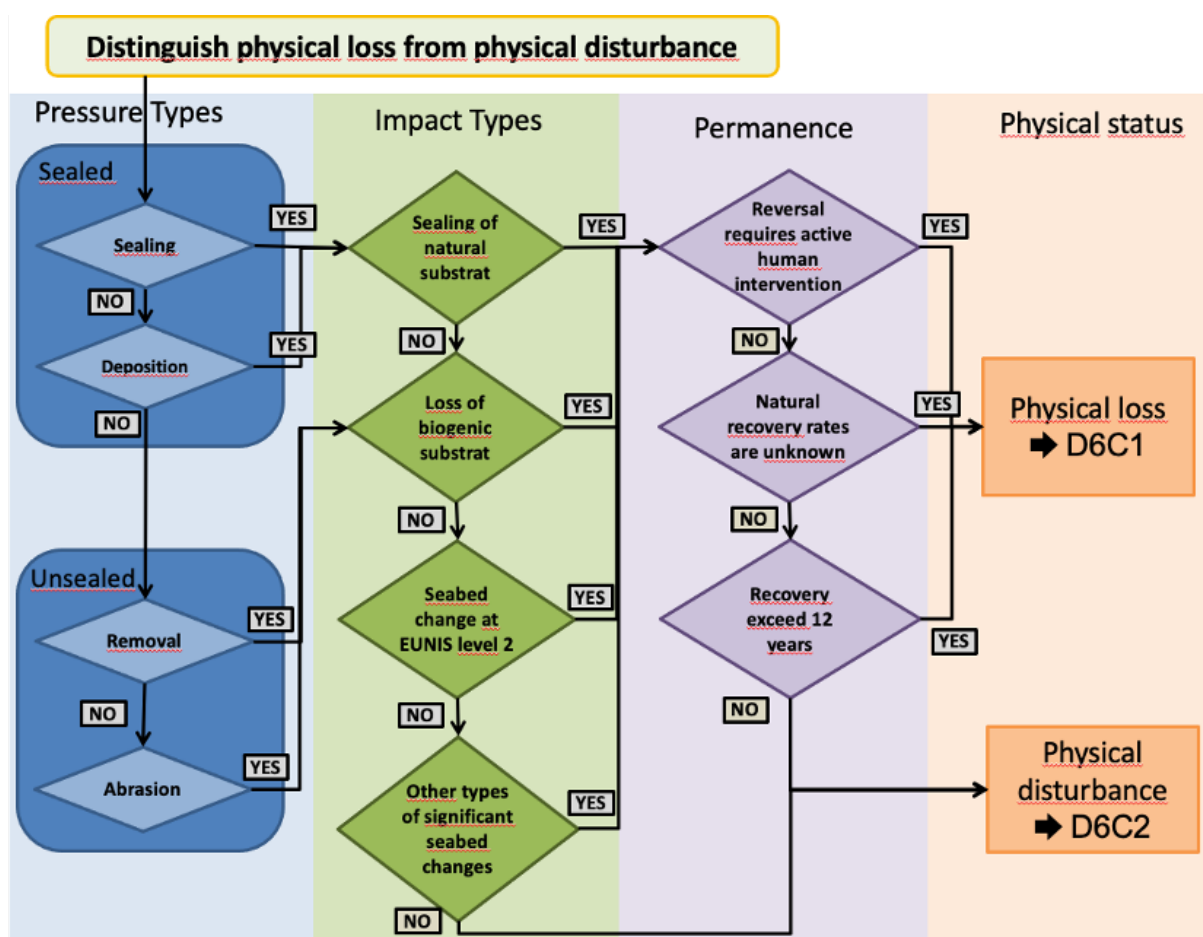 Distinguish physical loss from physical disturbance
Pressure Types
Impact Types
Permanence
Physical status
Sealed
Sealing
YES
NO
Deposition
YES
NO
Unsealed
Removal
YES
NO
Abrasion
YES
Sealing of
natural
substrat
YES
NO
Loss of
biogenic
substrat
YES
NO
Seabed
change at
EUNIS level 2
YES
NO
Other types
of significant
seabed
changes
YES
NO
Reversal
requires active
human
intervention
YES
NO
Natural
recovery rates
are unknown
YES
NO
Recovery
exceed 12
years
YES
NO
Physical loss
🡆 D6C1
Physical
disturbance
🡆 D6C2